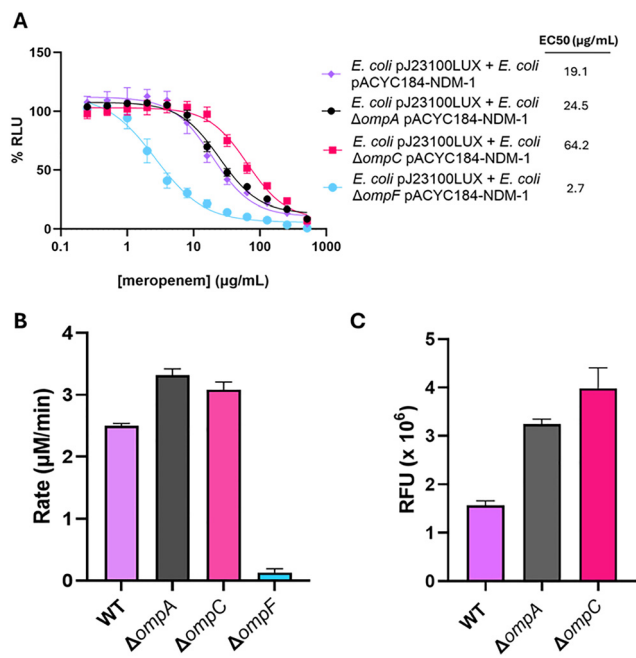 A
EC50 (µg/mL)
150
100
50
0
% RLU
0.1
1
10
100
1000
[meropenem] (µg/mL)
E. coli pJ23100LUX + E. coli
pACYC184-NDM-1
19.1
E. coli pJ23100LUX + E. coli
ΔompA pACYC184-NDM-1
24.5
E. coli pJ23100LUX + E. coli
ΔompC pACYC184-NDM-1
64.2
E. coli pJ23100LUX + E. coli
ΔompF pACYC184-NDM-1
2.7
B
4
3
2
1
0
Rate (µM/min)
WT
ΔompA
ΔompC
ΔompF
C
5
4
3
2
1
0
RFU (x 10⁶)
WT
ΔompA
ΔompC